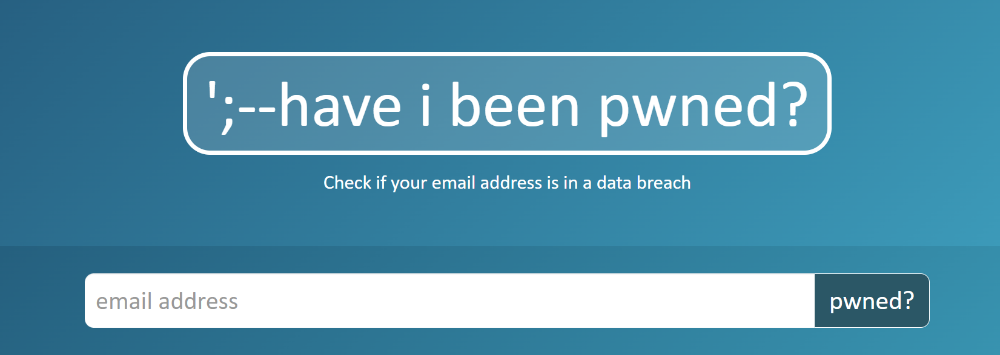 ';--have i been pwned?
Check if your email address is in a data breach
email address pwned?